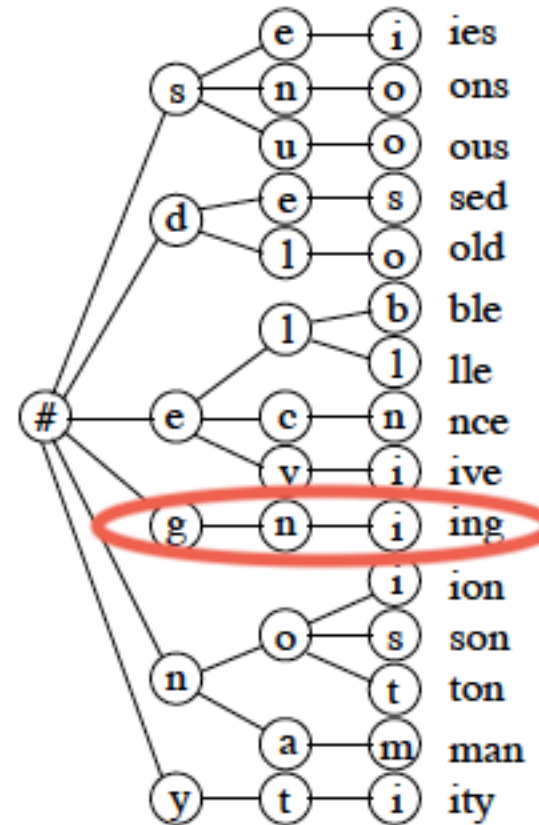 e i ies
s n o ons
u o ous
e s sed
d l o old
b ble
l l lle
# e c n nce
v i ive
g n i ing
i ion
o s son
n t ton
a m man
y t i ity